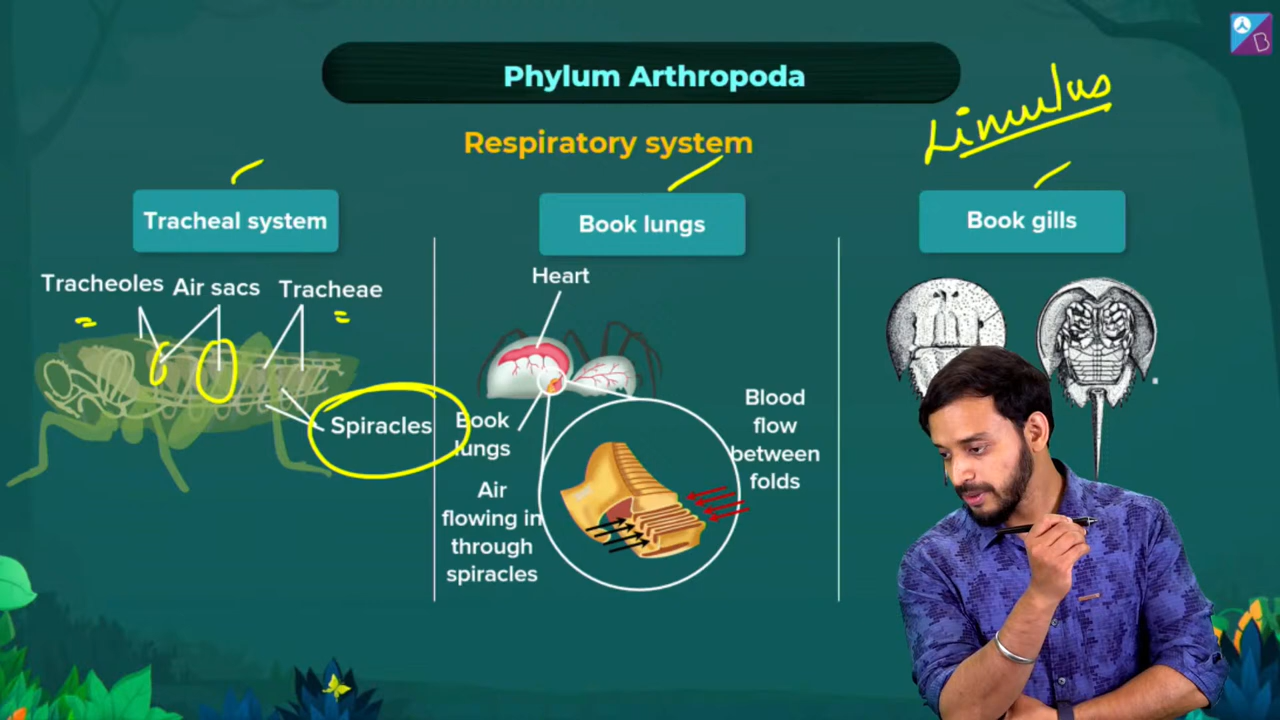 Phylum Arthropoda
Limulus
Respiratory system
Tracheal system
Book lungs
Book gills
Tracheoles
Air sacs
Tracheae
Spiracles
Heart
Book
lungs
Air
flowing in
through
spiracles
Blood
flow
between
folds
B